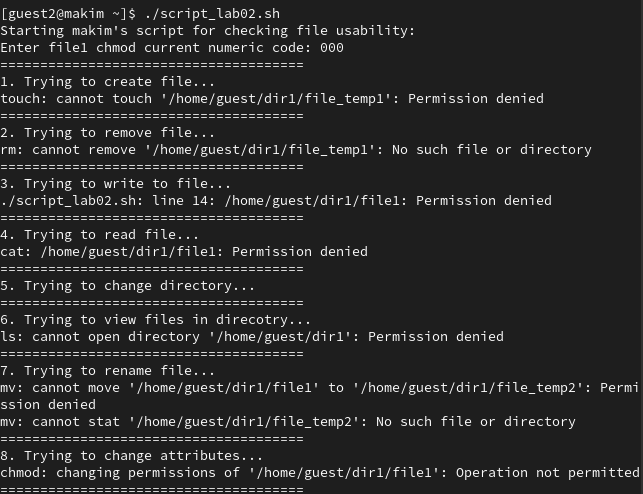 [guest2@makim ~]$ ./script_lab02.sh
Starting makim's script for checking file usability:
Enter file1 chmod current numeric code: 000
======================================
1. Trying to create file...
touch: cannot touch '/home/guest/dir1/file_temp1': Permission denied
======================================
2. Trying to remove file...
rm: cannot remove '/home/guest/dir1/file_temp1': No such file or directory
======================================
3. Trying to write to file...
./script_lab02.sh: line 14: /home/guest/dir1/file1: Permission denied
======================================
4. Trying to read file...
cat: /home/guest/dir1/file1: Permission denied
======================================
5. Trying to change directory...
======================================
6. Trying to view files in direcotry...
ls: cannot open directory '/home/guest/dir1': Permission denied
======================================
7. Trying to rename file...
mv: cannot move '/home/guest/dir1/file1' to '/home/guest/dir1/file_temp2': Permi
ssion denied
mv: cannot stat '/home/guest/dir1/file_temp2': No such file or directory
======================================
8. Trying to change attributes...
chmod: changing permissions of '/home/guest/dir1/file1': Operation not permitted
======================================